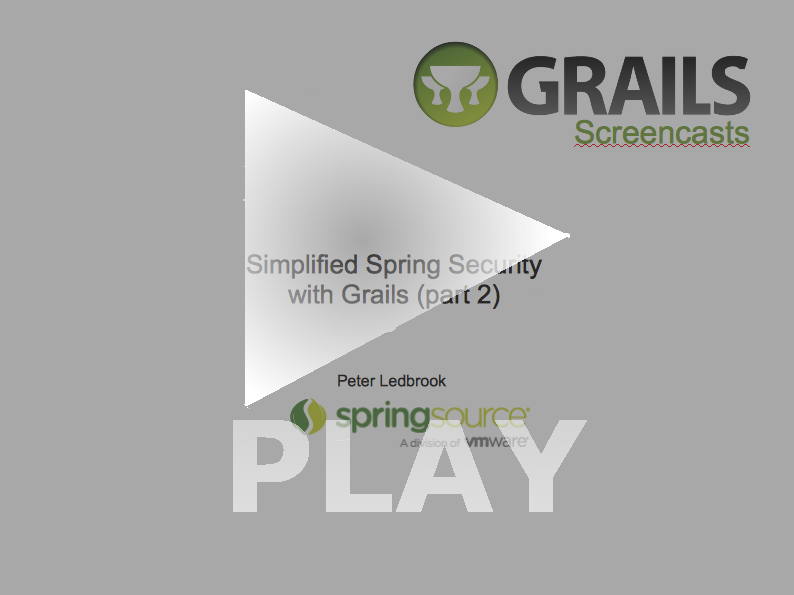 GRAILS
Screencasts
Simplified Spring Security
with Grails (part 2)
Peter Ledbrook
springsource
A division of vmware
PLAY